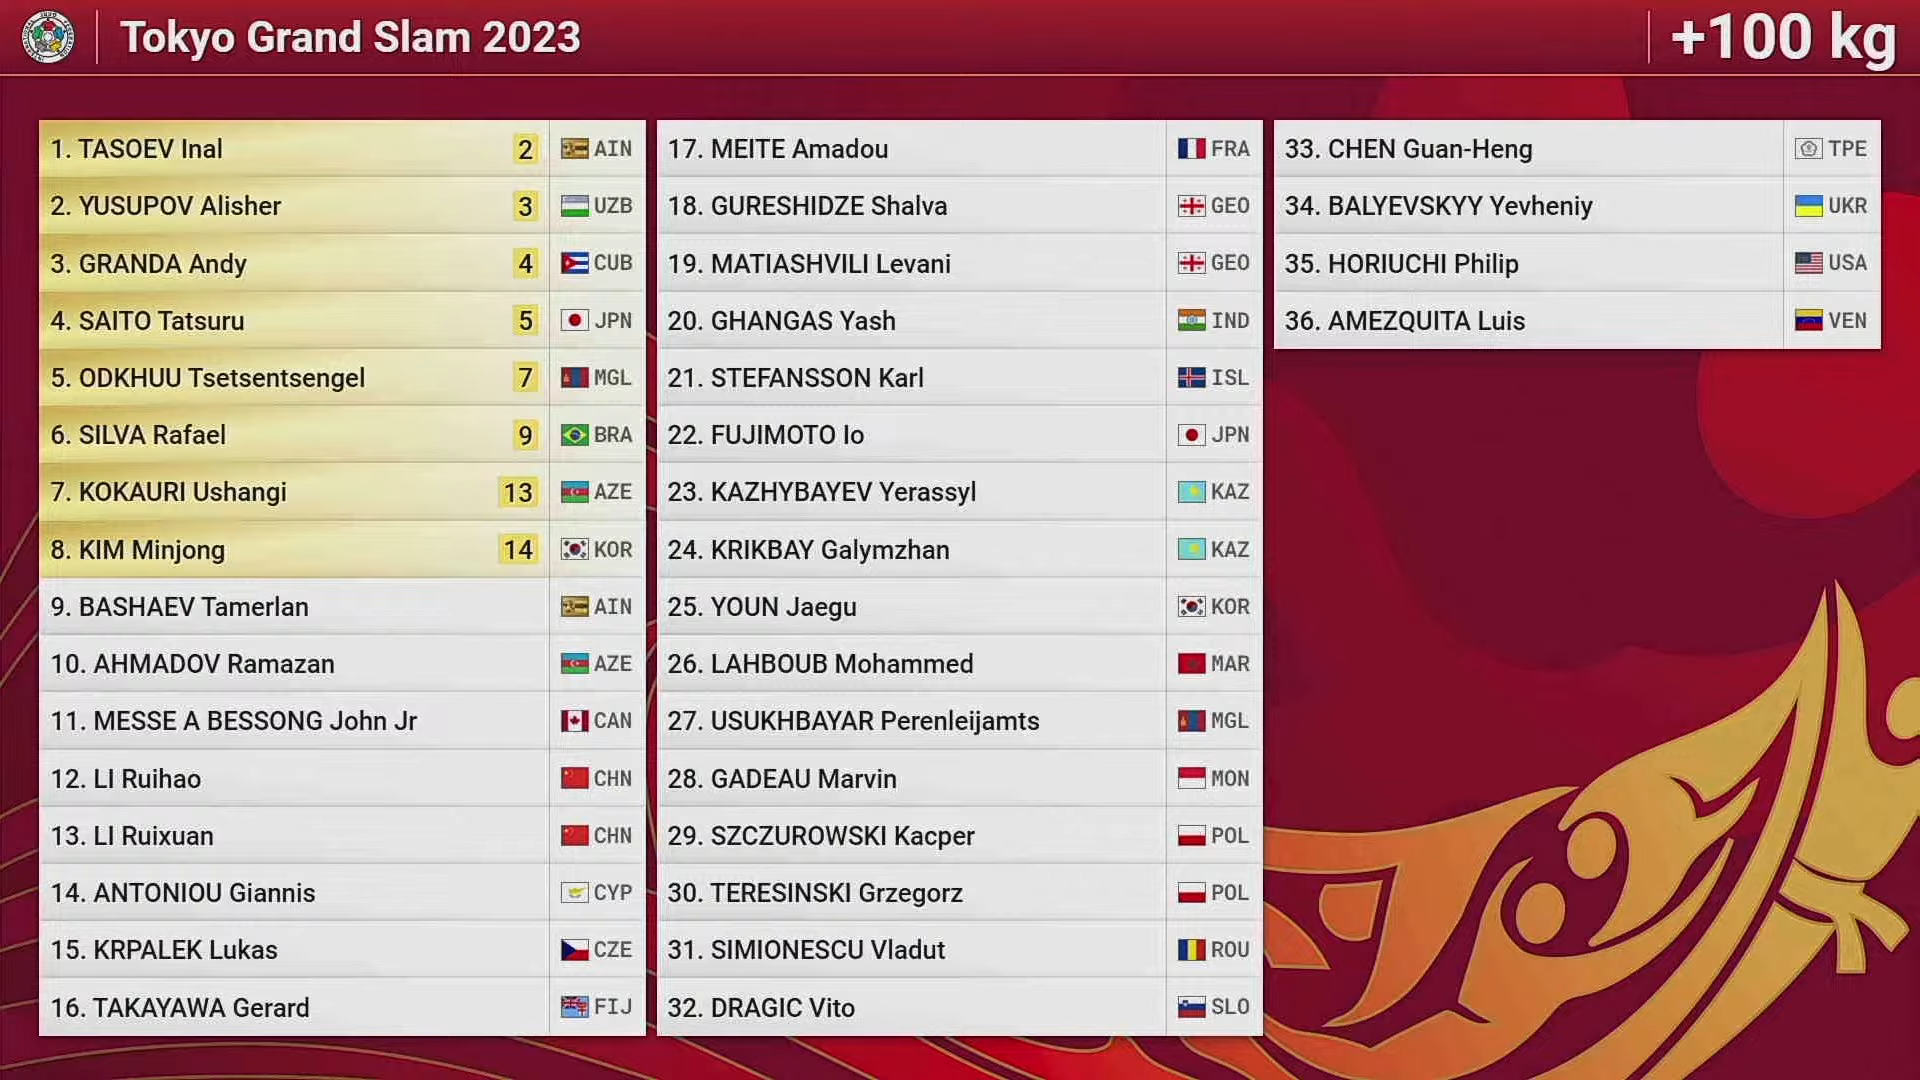 Tokyo Grand Slam 2023
+100 kg
1. TASOEV Inal 2 AIN
2. YUSUPOV Alisher 3 UZB
3. GRANDA Andy 4 CUB
4. SAITO Tatsuru 5 JPN
5. ODKHUU Tsetsentsengel 7 MGL
6. SILVA Rafael 9 BRA
7. KOKAURI Ushangi 13 AZE
8. KIM Minjong 14 KOR
9. BASHAEV Tamerlan AIN
10. AHMADOV Ramazan AZE
11. MESSE A BESSONG John Jr CAN
12. LI Ruihao CHN
13. LI Ruixuan CHN
14. ANTONIOU Giannis CYP
15. KRPALEK Lukas CZE
16. TAKAYAWA Gerard FIJ
17. MEITE Amadou FRA
18. GURESHIDZE Shalva GEO
19. MATIASHVILI Levani GEO
20. GHANGAS Yash IND
21. STEFANSSON Karl ISL
22. FUJIMOTO Io JPN
23. KAZHYBAYEV Yerassyl KAZ
24. KRIKBAY Galymzhan KAZ
25. YOUN Jaegu KOR
26. LAHBOUB Mohammed MAR
27. USUKHBAYAR Perenleijamts MGL
28. GADEAU Marvin MON
29. SZCZUROWSKI Kacper POL
30. TERESINSKI Grzegorz POL
31. SIMIONESCU Vladut ROU
32. DRAGIC Vito SLO
33. CHEN Guan-Heng TPE
34. BALYEVSKYY Yevheniy UKR
35. HORIUCHI Philip USA
36. AMEZQUITA Luis VEN